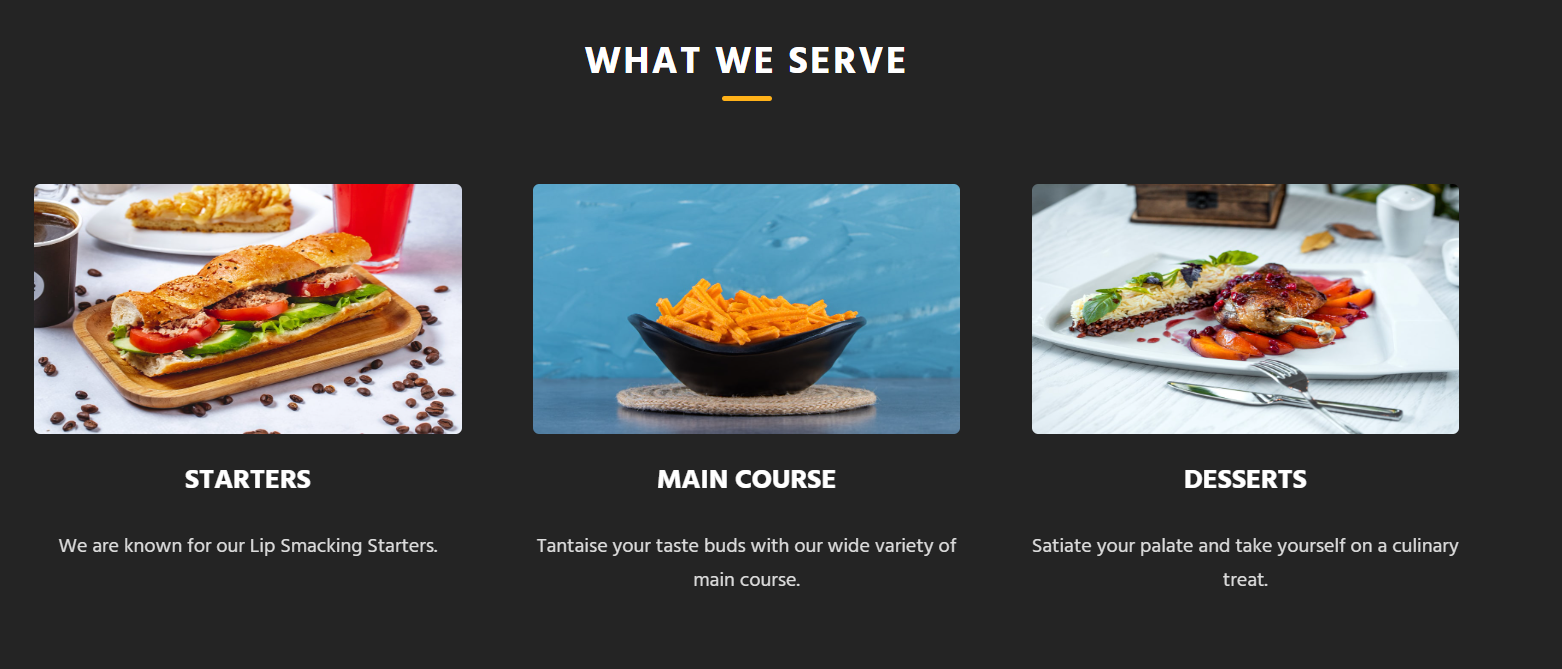 WHAT WE SERVE
STARTERS
We are known for our Lip Smacking Starters.
MAIN COURSE
Tantaise your taste buds with our wide variety of
main course.
DESSERTS
Satiate your palate and take yourself on a culinary
treat.